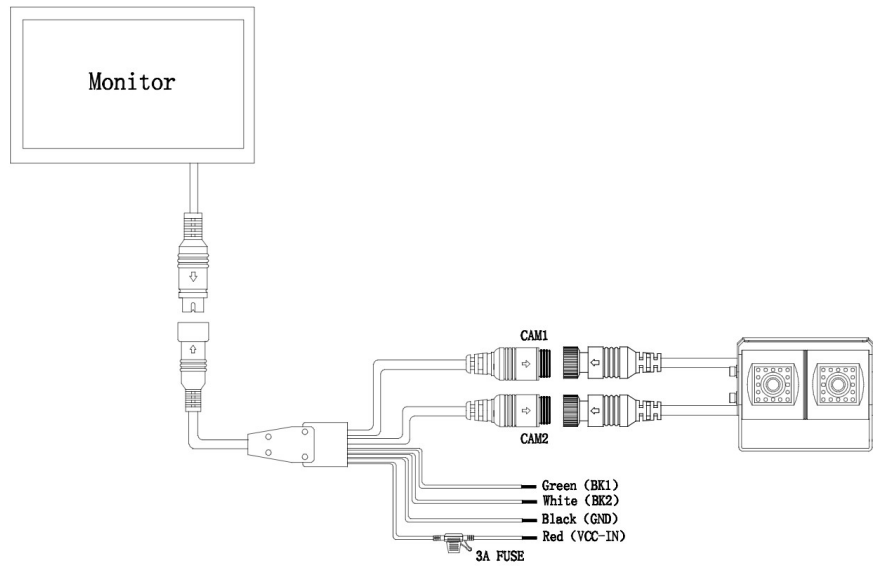 Monitor
CAM1
CAM2
Green (BK1)
White (BK2)
Black (GND)
Red (VCC-IN)
3A FUSE